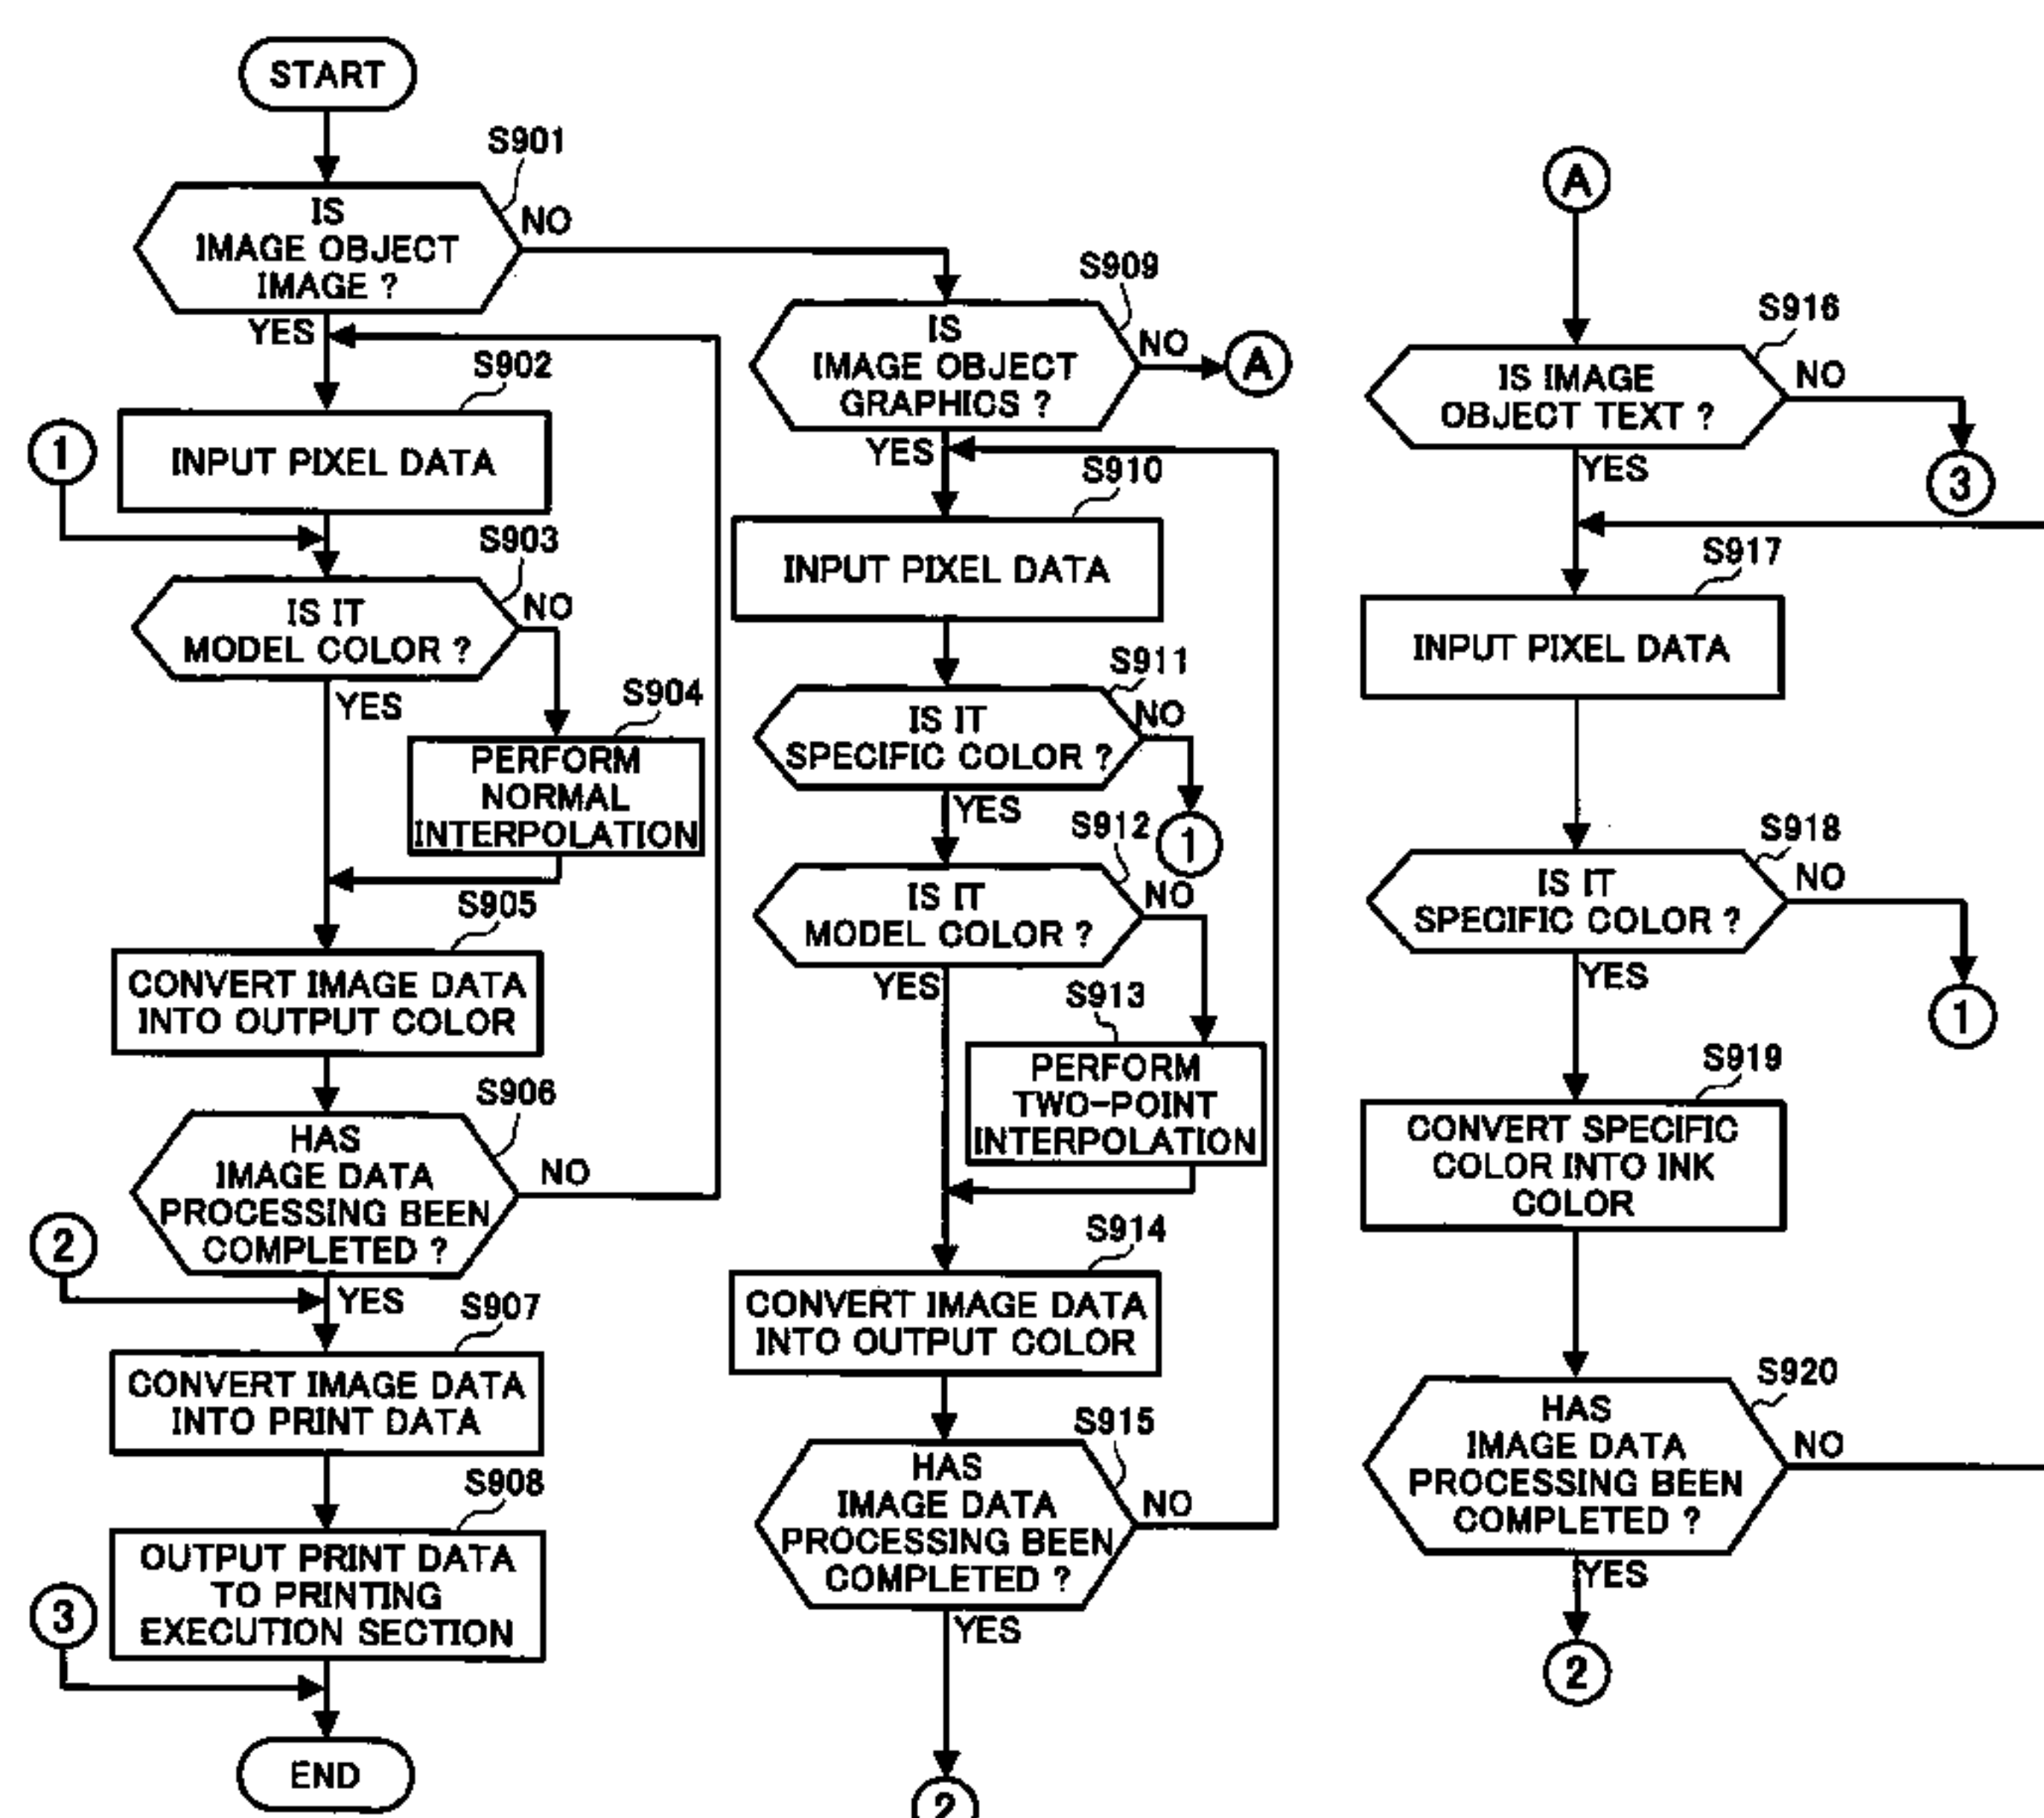 START
S901
IS
IMAGE OBJECT
IMAGE ?
NO
YES
S902
INPUT PIXEL DATA
1
S903
IS IT
MODEL COLOR ?
NO
YES
S904
PERFORM
NORMAL
INTERPOLATION
S905
CONVERT IMAGE DATA
INTO OUTPUT COLOR
S906
HAS
IMAGE DATA
PROCESSING BEEN
COMPLETED ?
NO
2
YES
S907
CONVERT IMAGE DATA
INTO PRINT DATA
S908
OUTPUT PRINT DATA
TO PRINTING
EXECUTION SECTION
3
END
S909
IS
IMAGE OBJECT
GRAPHICS ?
NO
A
YES
S910
INPUT PIXEL DATA
S911
IS IT
SPECIFIC COLOR ?
NO
1
YES
S912
IS IT
MODEL COLOR ?
NO
YES
S913
PERFORM
TWO-POINT
INTERPOLATION
S914
CONVERT IMAGE DATA
INTO OUTPUT COLOR
S915
HAS
IMAGE DATA
PROCESSING BEEN
COMPLETED ?
NO
YES
2
A
S916
IS IMAGE
OBJECT TEXT ?
NO
3
YES
S917
INPUT PIXEL DATA
S918
IS IT
SPECIFIC COLOR ?
NO
1
YES
S919
CONVERT SPECIFIC
COLOR INTO INK
COLOR
S920
HAS
IMAGE DATA
PROCESSING BEEN
COMPLETED ?
NO
YES
2